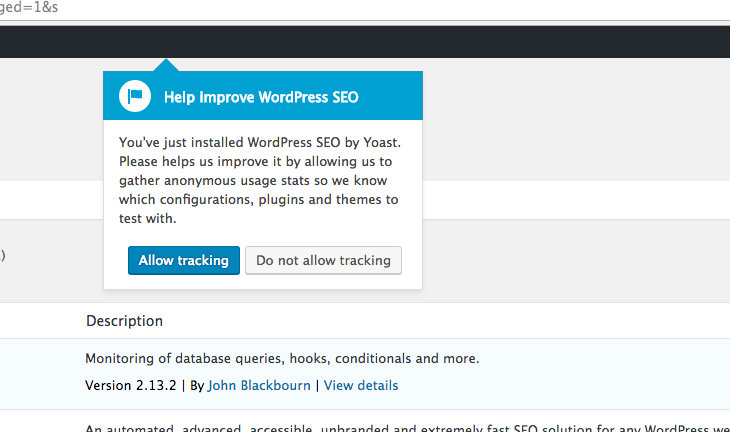 ged=1&s
Help improve WordPress SEO
You've just installed WordPress SEO by Yoast.
Please helps us improve it by allowing us to
gather anonymous usage stats so we know
which configurations, plugins and themes to
test with.
Allow tracking Do not allow tracking
)
Description
Monitoring of database queries, hooks, conditionals and more.
Version 2.13.2 | By John Blackbourn | View details
An automated, advanced, accessible, unbranded and extremely fast SEO solution for any WordPress we